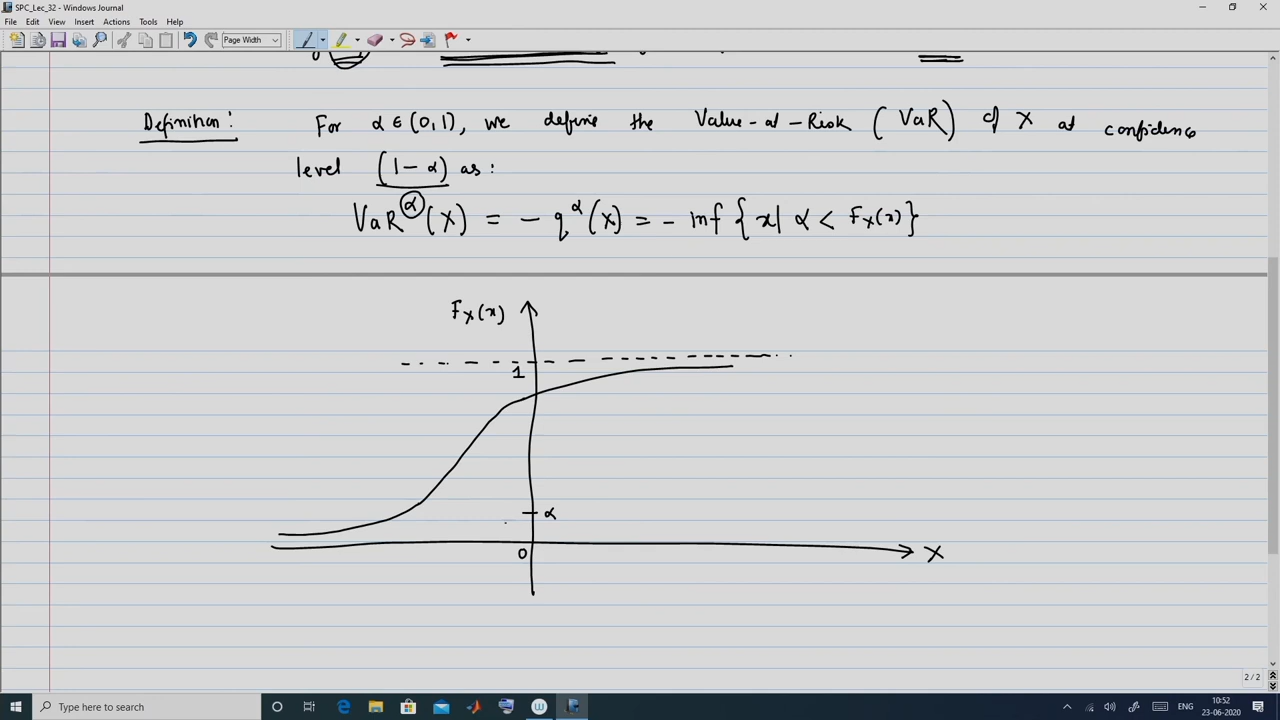 SPC_Lec_32 - Windows Journal
File Edit View Insert Actions Tools Help
Page Width
Definition: For α ∈ (0,1), we define the Value-at-Risk (VaR) of X at confidence
level (1-α) as:
VaR^α(X) = - q^α(X) = - inf { x | α < F_X(x) }
F_X(x)
1
α
0
X
2/2
Type here to search
ENG
10:52
23-06-2020